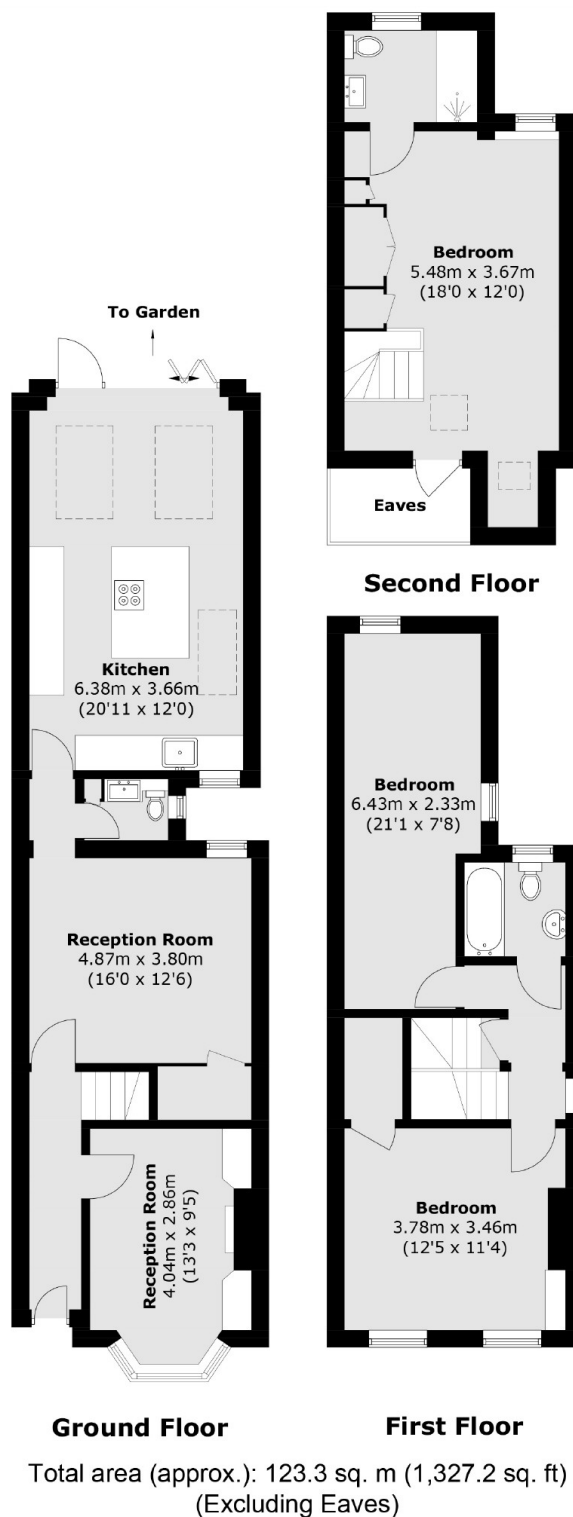 To Garden
Kitchen
6.38m x 3.66m
(20'11 x 12'0)
Reception Room
4.87m x 3.80m
(16'0 x 12'6)
Reception Room
4.04m x 2.86m
(13'3 x 9'5)
Ground Floor
Bedroom
5.48m x 3.67m
(18'0 x 12'0)
Eaves
Second Floor
Bedroom
6.43m x 2.33m
(21'1 x 7'8)
Bedroom
3.78m x 3.46m
(12'5 x 11'4)
First Floor
Total area (approx.): 123.3 sq. m (1,327.2 sq. ft)
(Excluding Eaves)